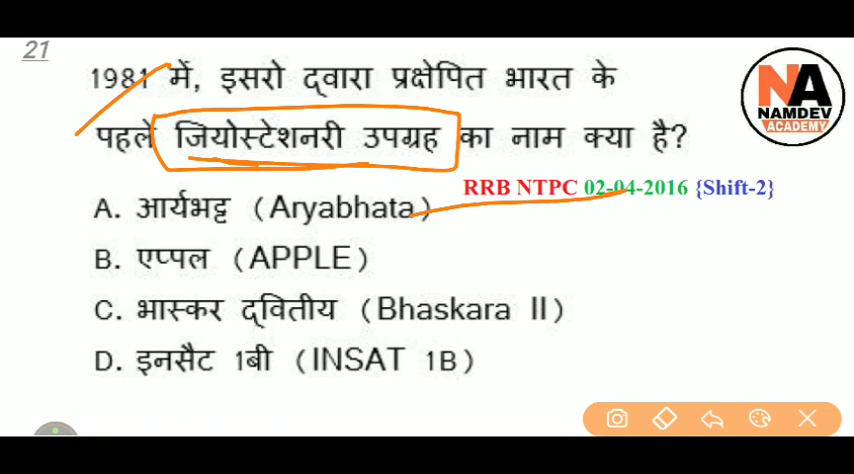 21
1981 में, इसरो द्वारा प्रक्षेपित भारत के
पहले जियोस्टेशनरी उपग्रह का नाम क्या है?
RRB NTPC 02-04-2016 {Shift-2}
A. आर्यभट्ट (Aryabhata)
B. एप्पल (APPLE)
C. भास्कर द्वितीय (Bhaskara II)
D. इनसैट 1बी (INSAT 1B)
NA
NAMDEV
ACADEMY